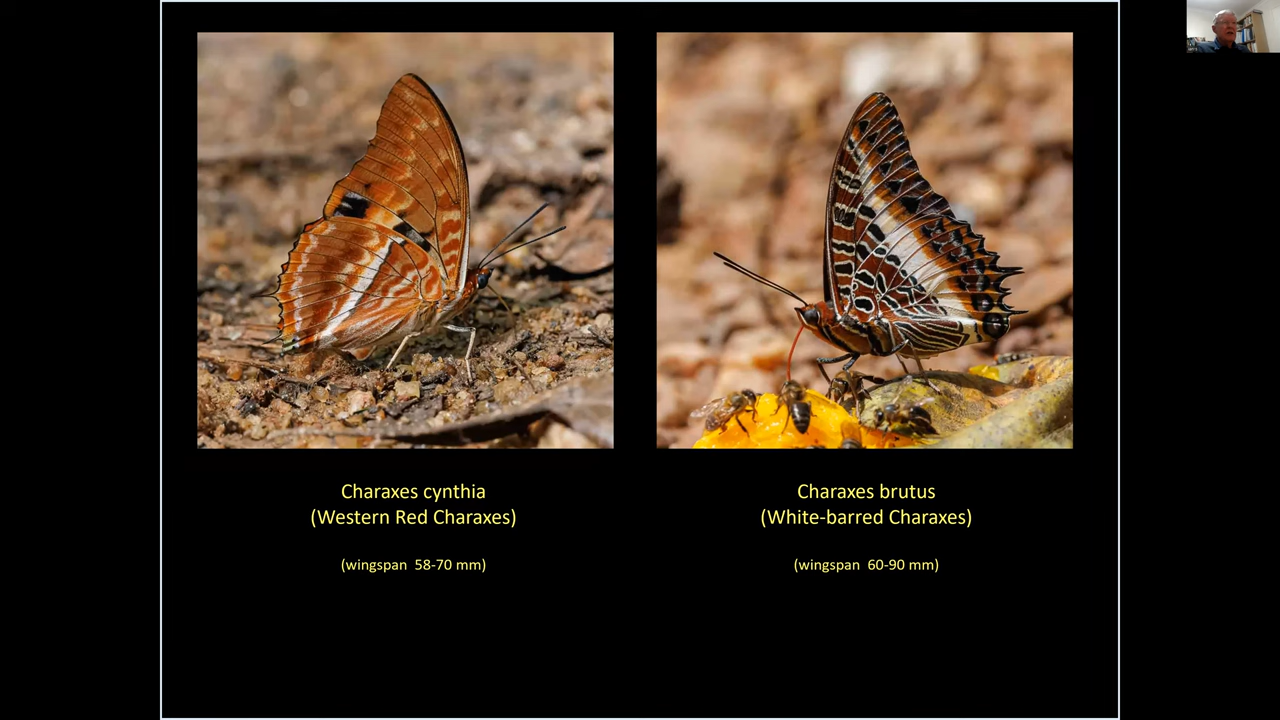 Charaxes cynthia
(Western Red Charaxes)
(wingspan  58-70 mm)
Charaxes brutus
(White-barred Charaxes)
(wingspan  60-90 mm)